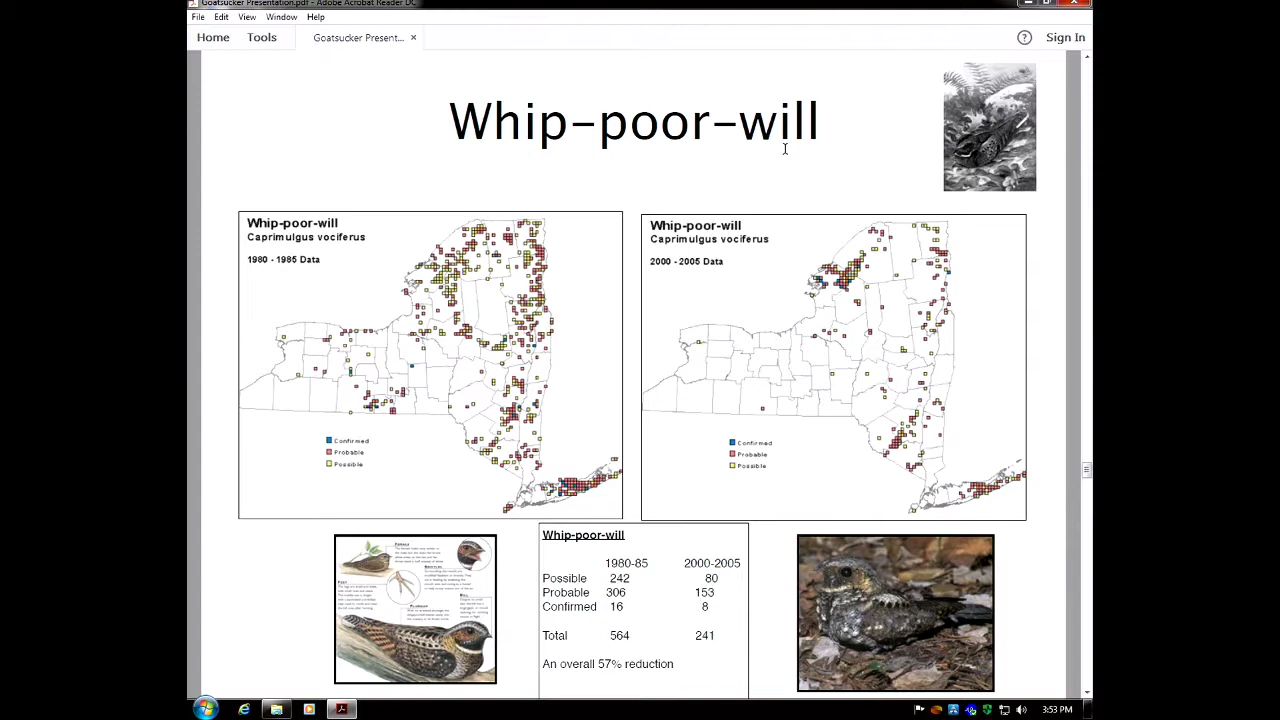 Goatsucker Presentation.pdf - Adobe Acrobat Reader DC
File Edit View Window Help
Home Tools Goatsucker Present... × ? Sign In
Whip-poor-will
Whip-poor-will
Caprimulgus vociferus
1980 - 1985 Data
Confirmed
Probable
Possible
Whip-poor-will
Caprimulgus vociferus
2000 - 2005 Data
Confirmed
Probable
Possible
Whip-poor-will
1980-85 2000-2005
Possible 242 80
Probable 306 153
Confirmed 16 8
Total 564 241
An overall 57% reduction
3:53 PM